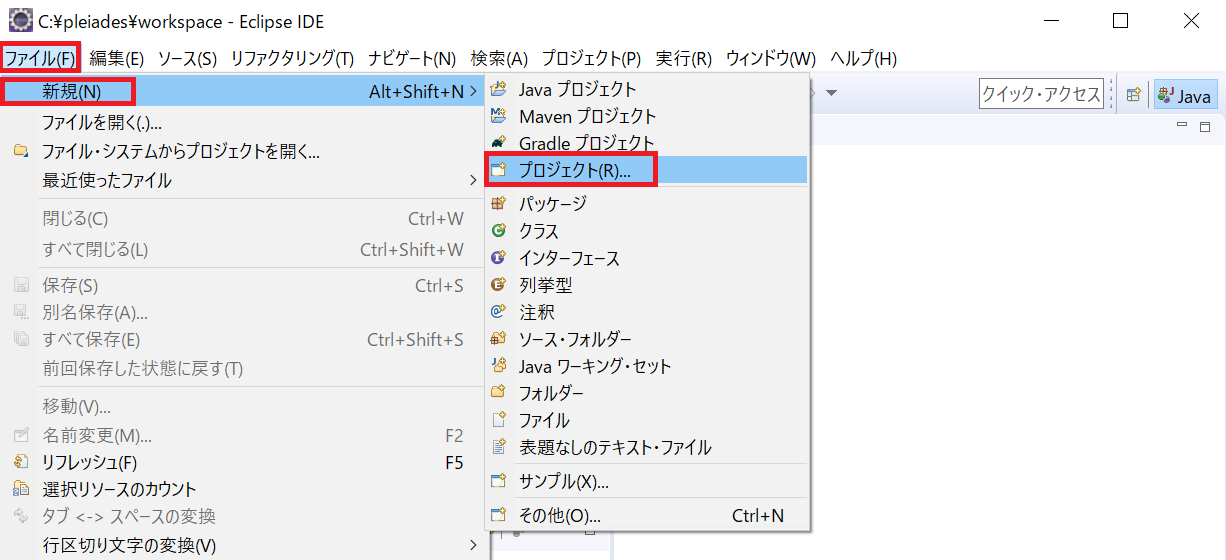 C:¥pleiades¥workspace - Eclipse IDE
ファイル(F) 編集(E) ソース(S) リファクタリング(T) ナビゲート(N) 検索(A) プロジェクト(P) 実行(R) ウィンドウ(W) ヘルプ(H)
クイック・アクセス Java
新規(N) Alt+Shift+N >
ファイルを開く(.)...
ファイル・システムからプロジェクトを開く...
最近使ったファイル >
閉じる(C) Ctrl+W
すべて閉じる(L) Ctrl+Shift+W
保存(S) Ctrl+S
別名保存(A)...
すべて保存(E) Ctrl+Shift+S
前回保存した状態に戻す(T)
移動(V)...
名前変更(M)... F2
リフレッシュ(F) F5
選択リソースのカウント
タブ <-> スペースの変換
行区切り文字の変換(V) >
Java プロジェクト
Maven プロジェクト
Gradle プロジェクト
プロジェクト(R)...
パッケージ
クラス
インターフェース
列挙型
注釈
ソース・フォルダー
Java ワーキング・セット
フォルダー
ファイル
表題なしのテキスト・ファイル
サンプル(X)...
その他(O)... Ctrl+N